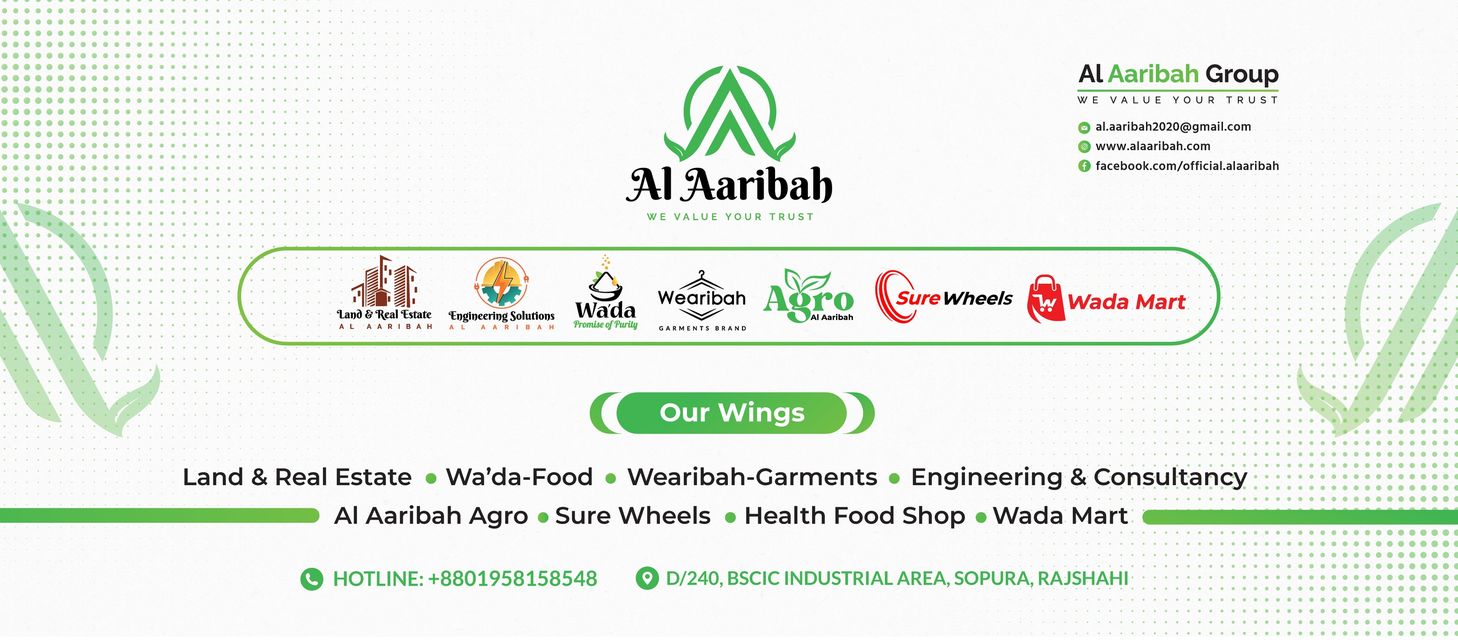 Al Aaribah Group
WE VALUE YOUR TRUST
al.aaribah2020@gmail.com
www.alaaribah.com
facebook.com/official.alaaribah
Al Aaribah
WE VALUE YOUR TRUST
Land & Real Estate
AL AARIBAH
Engineering Solutions
AL AARIBAH
Wa'da
Promise of Purity
Wearibah
GARMENTS BRAND
Agro
Al Aaribah
Sure Wheels
Wada Mart
Our Wings
Land & Real Estate • Wa’da-Food • Wearibah-Garments • Engineering & Consultancy
Al Aaribah Agro • Sure Wheels • Health Food Shop • Wada Mart
HOTLINE: +8801958158548 D/240, BSCIC INDUSTRIAL AREA, SOPURA, RAJSHAHI